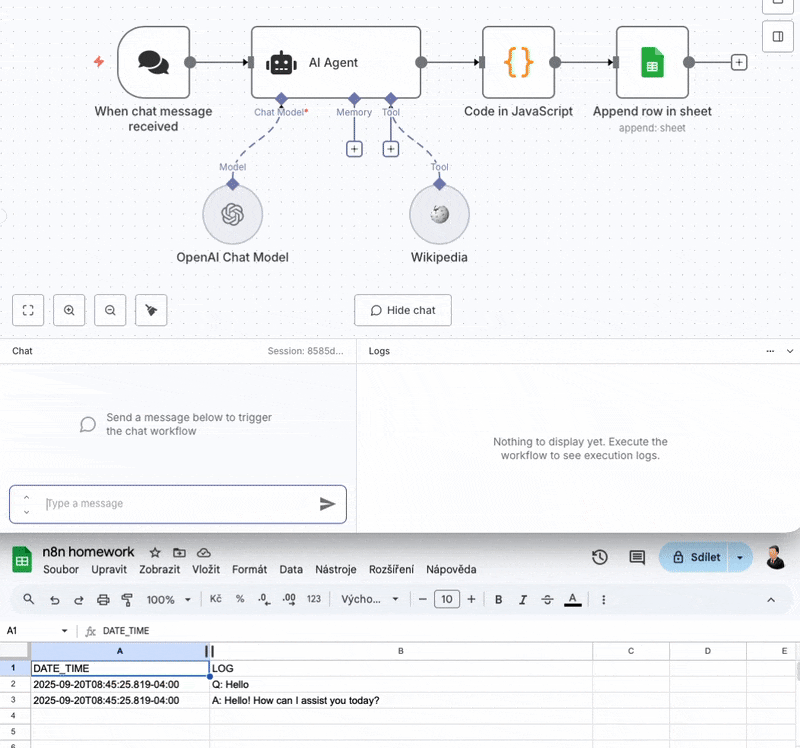 AI Agent
When chat message
received
Chat Model*
Memory
Tool
Code in JavaScript
Append row in sheet
append: sheet
Model
Tool
OpenAI Chat Model
Wikipedia
Hide chat
Chat
Session: 8585d...
Logs
Send a message below to trigger
the chat workflow
Nothing to display yet. Execute the
workflow to see execution logs.
Type a message
n8n homework
Sdílet
Soubor Upravit Zobrazit Vložit Formát Data Nástroje Rozšíření Nápověda
100% Kč % .0 .00 123 Výcho... − 10 + B I S A
A1 fx DATE_TIME
A B C D E
1 DATE_TIME LOG
2 2025-09-20T08:45:25.819-04:00 Q: Hello
3 2025-09-20T08:45:25.819-04:00 A: Hello! How can I assist you today?
4
5
6